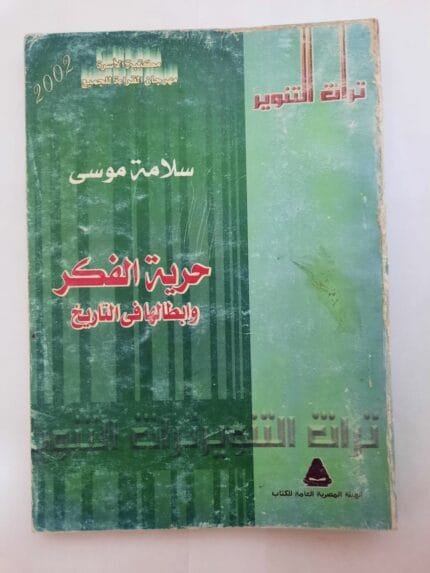 2002
مكتبة الأسرة
مهرجان القراءة للجميع
تراث التنوير
سلامة موسى
حرية الفكر
وابطالها فى التاريخ
تراث التنوير تراث التنوير
الهيئة المصرية العامة للكتاب